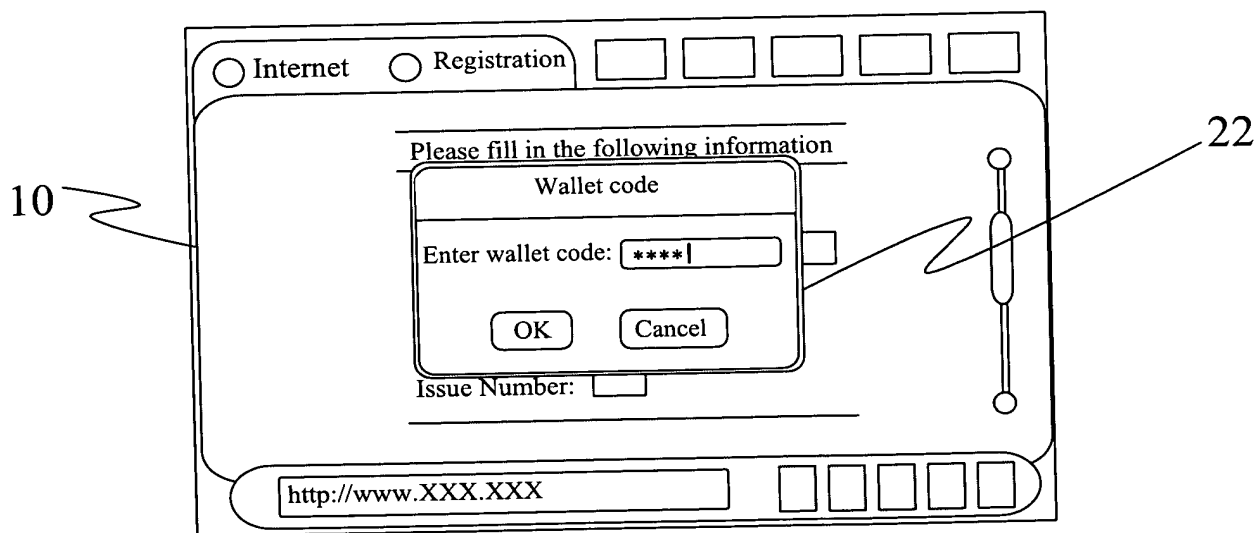 Internet Registration
Please fill in the following information
22
10
Wallet code
Enter wallet code: ****
OK Cancel
Issue Number:
http://www.XXX.XXX